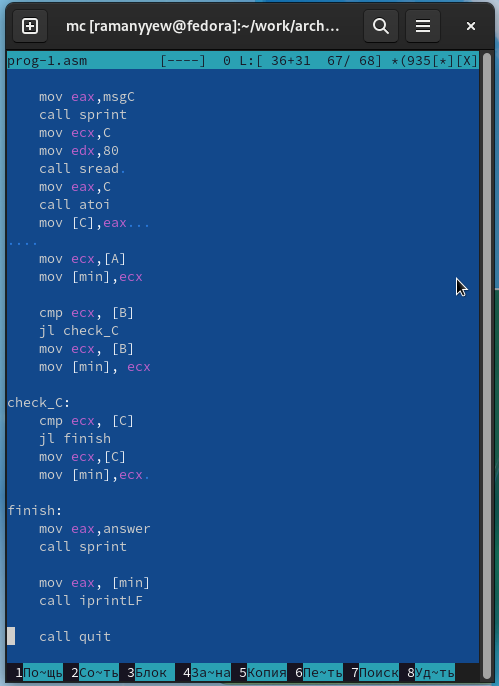 mc [ramanyyew@fedora]:~/work/arch…
prog-1.asm [----] 0 L:[ 36+31 67/ 68] *(935[*][X]
mov eax,msgC
call sprint
mov ecx,C
mov edx,80
call sread.
mov eax,C
call atoi
mov [C],eax...
....
mov ecx,[A]
mov [min],ecx
cmp ecx, [B]
jl check_C
mov ecx, [B]
mov [min], ecx
check_C:
cmp ecx, [C]
jl finish
mov ecx,[C]
mov [min],ecx.
finish:
mov eax,answer
call sprint
mov eax, [min]
call iprintLF
call quit
1По~щь 2Со~ть 3Блок 4За~на 5Копия 6Пе~ть 7Поиск 8Уд~ть